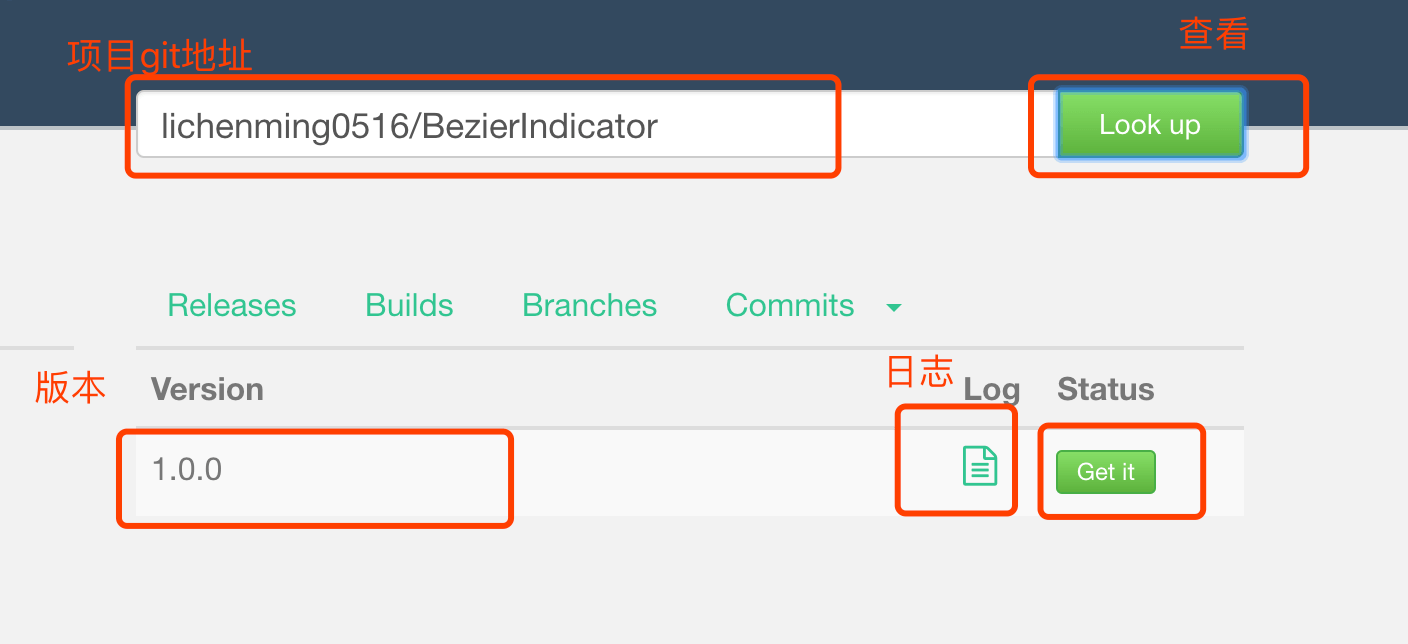 项目git地址
查看
lichenming0516/BezierIndicator
Look up
Releases Builds Branches Commits
版本
日志
Version Log Status
1.0.0 Get it